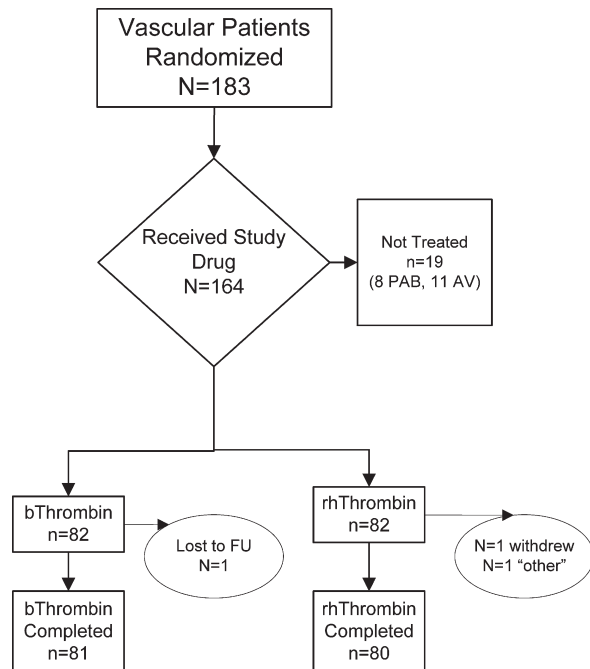 Vascular Patients
Randomized
N=183
Received Study
Drug
N=164
Not Treated
n=19
(8 PAB, 11 AV)
bThrombin
n=82
Lost to FU
N=1
rhThrombin
n=82
N=1 withdrew
N=1 “other”
bThrombin
Completed
n=81
rhThrombin
Completed
n=80